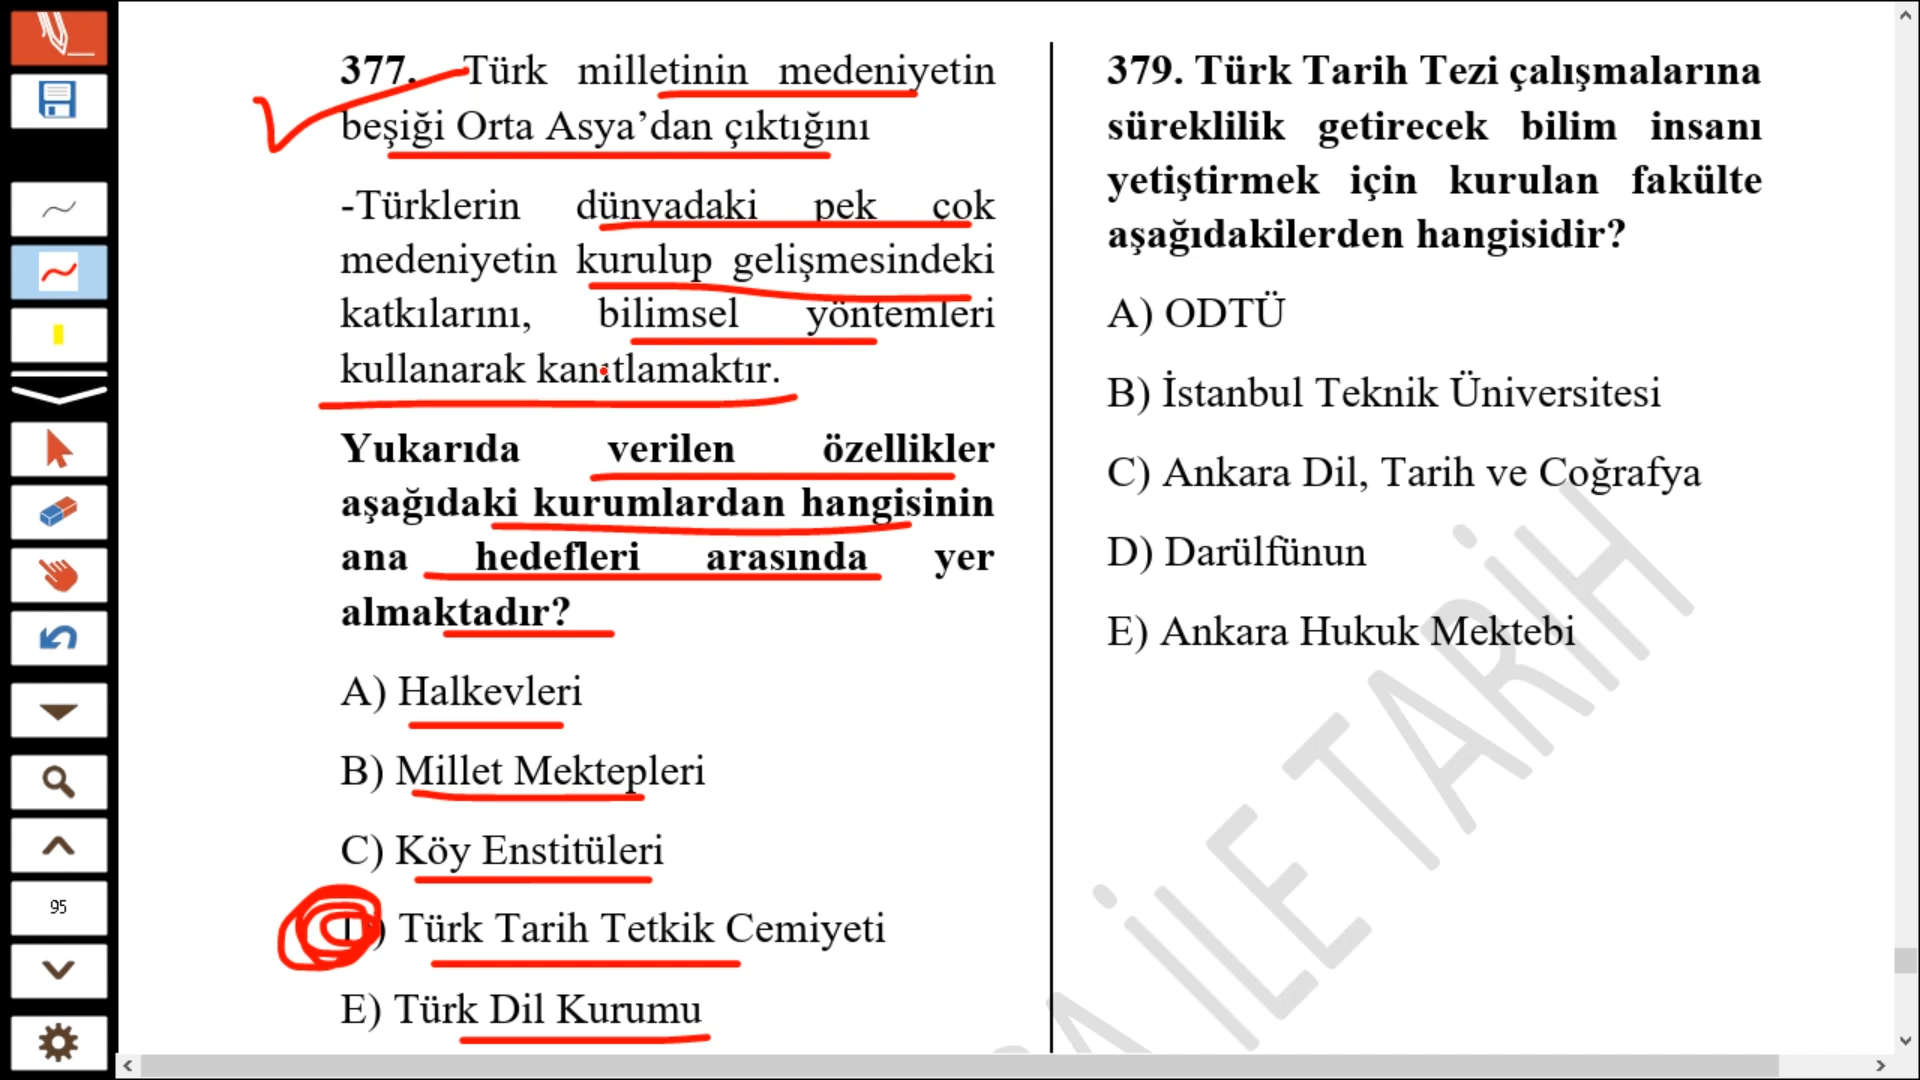 377. Türk milletinin medeniyetin
beşiği Orta Asya’dan çıktığını
-Türklerin dünyadaki pek çok
medeniyetin kurulup gelişmesindeki
katkılarını, bilimsel yöntemleri
kullanarak kanıtlamaktır.
Yukarıda verilen özellikler
aşağıdaki kurumlardan hangisinin
ana hedefleri arasında yer
almaktadır?
A) Halkevleri
B) Millet Mektepleri
C) Köy Enstitüleri
D) Türk Tarih Tetkik Cemiyeti
E) Türk Dil Kurumu
379. Türk Tarih Tezi çalışmalarına
süreklilik getirecek bilim insanı
yetiştirmek için kurulan fakülte
aşağıdakilerden hangisidir?
A) ODTÜ
B) İstanbul Teknik Üniversitesi
C) Ankara Dil, Tarih ve Coğrafya
D) Darülfünun
E) Ankara Hukuk Mektebi
İLE TARİH
95